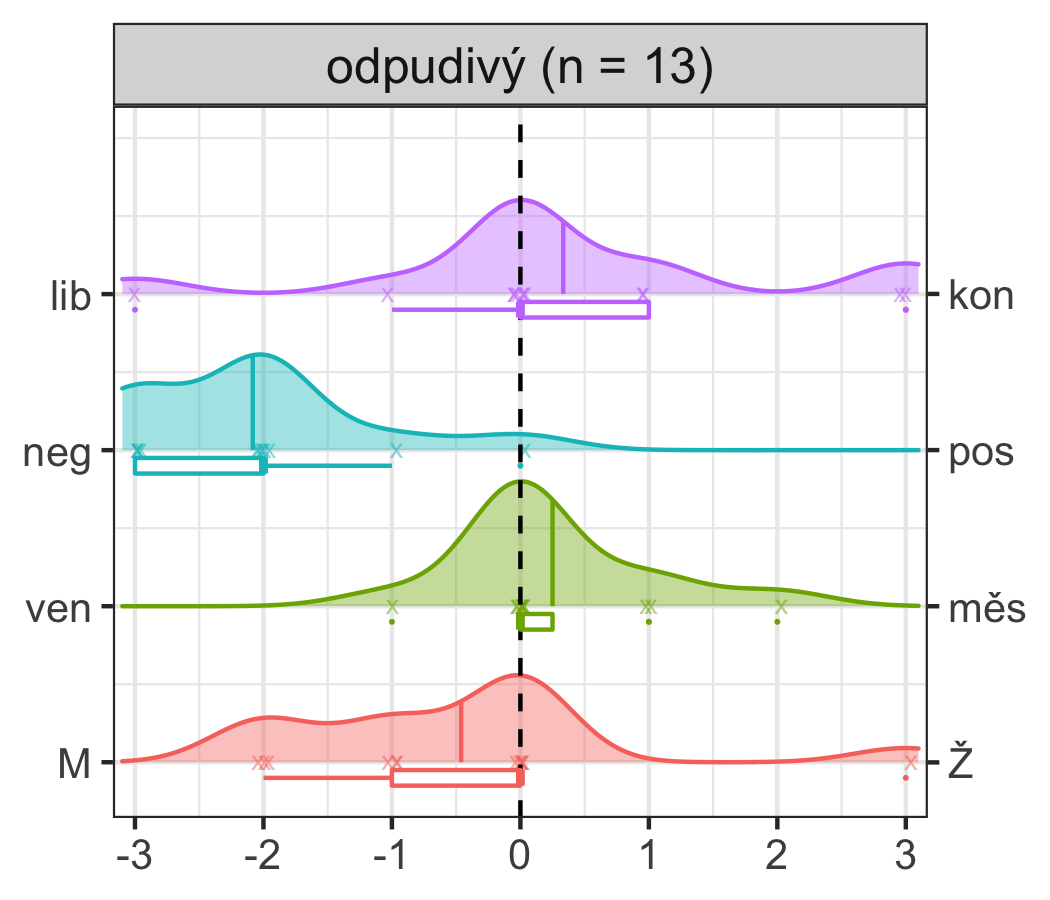 odpudivý (n = 13)
lib kon
neg pos
ven měs
M Ž
-3 -2 -1 0 1 2 3